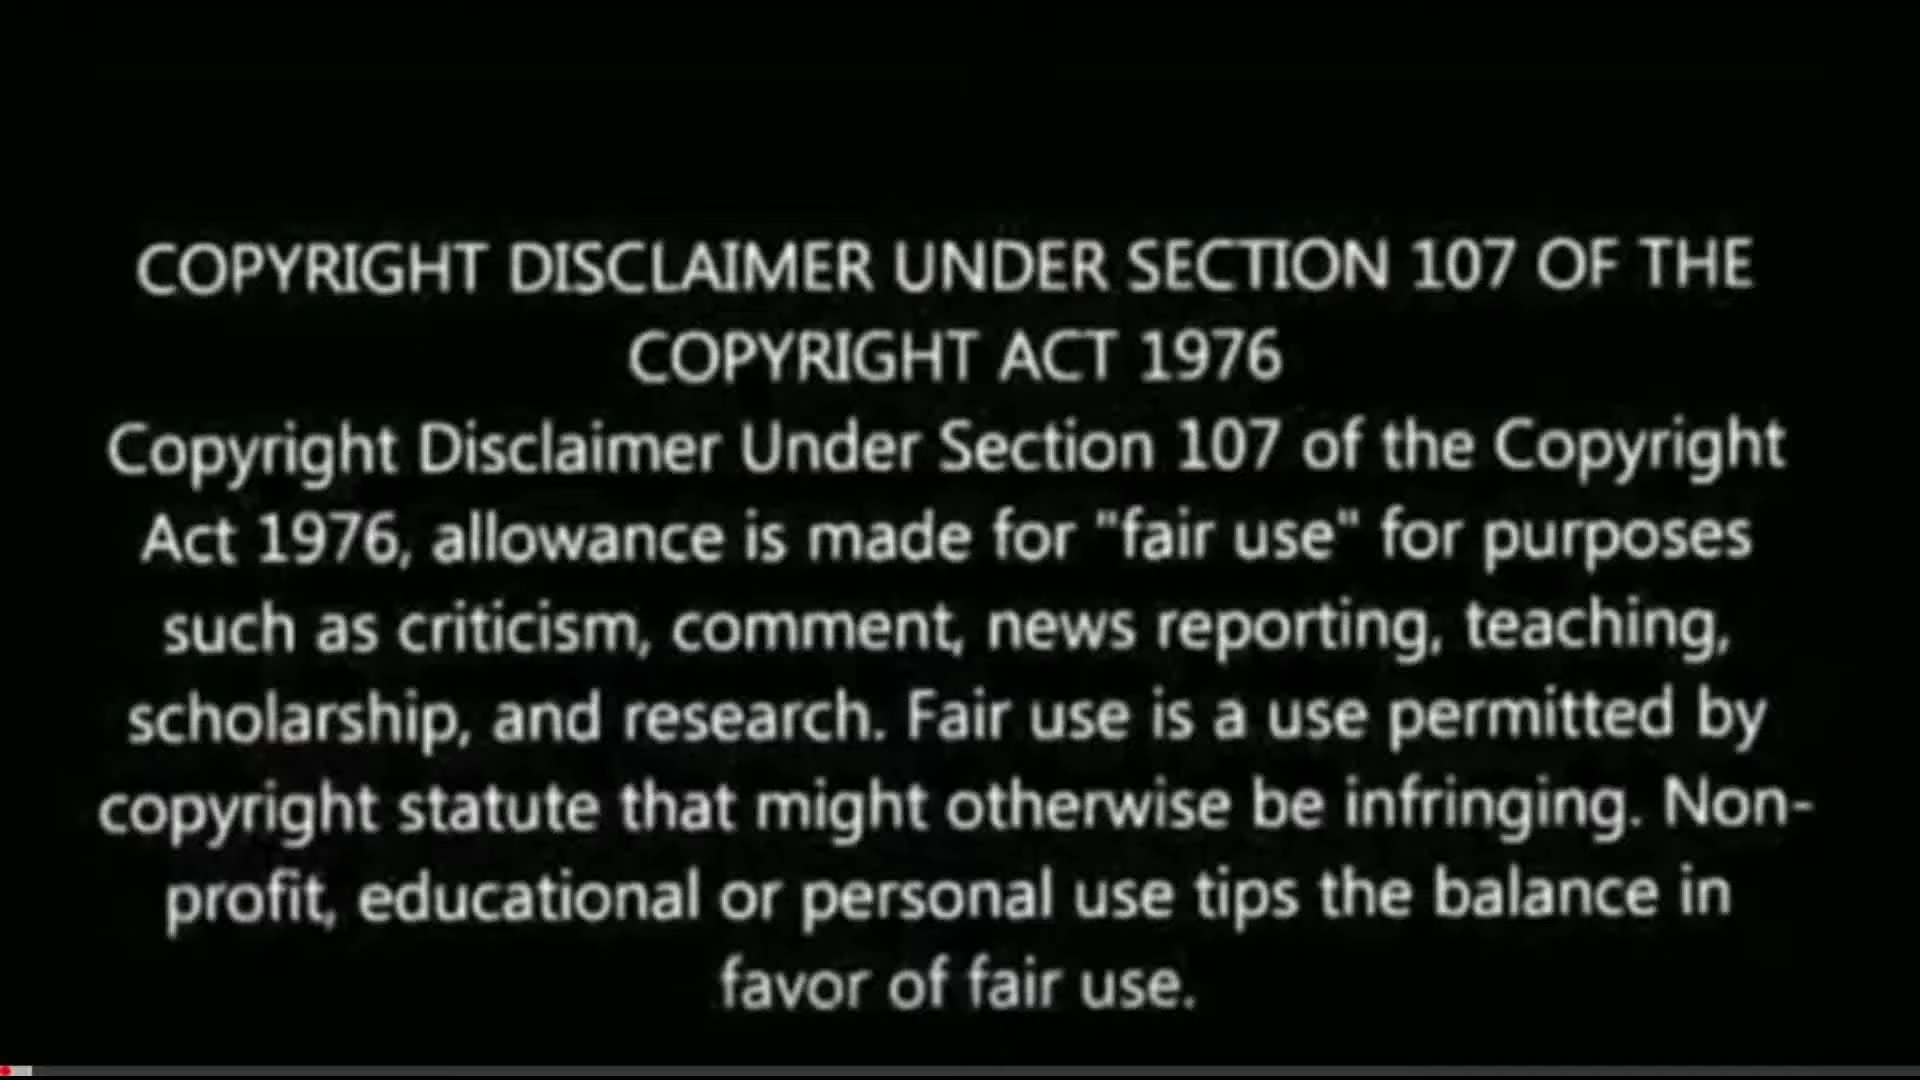 COPYRIGHT DISCLAIMER UNDER SECTION 107 OF THE
COPYRIGHT ACT 1976
Copyright Disclaimer Under Section 107 of the Copyright
Act 1976, allowance is made for "fair use" for purposes
such as criticism, comment, news reporting, teaching,
scholarship, and research. Fair use is a use permitted by
copyright statute that might otherwise be infringing. Non-
profit, educational or personal use tips the balance in
favor of fair use.